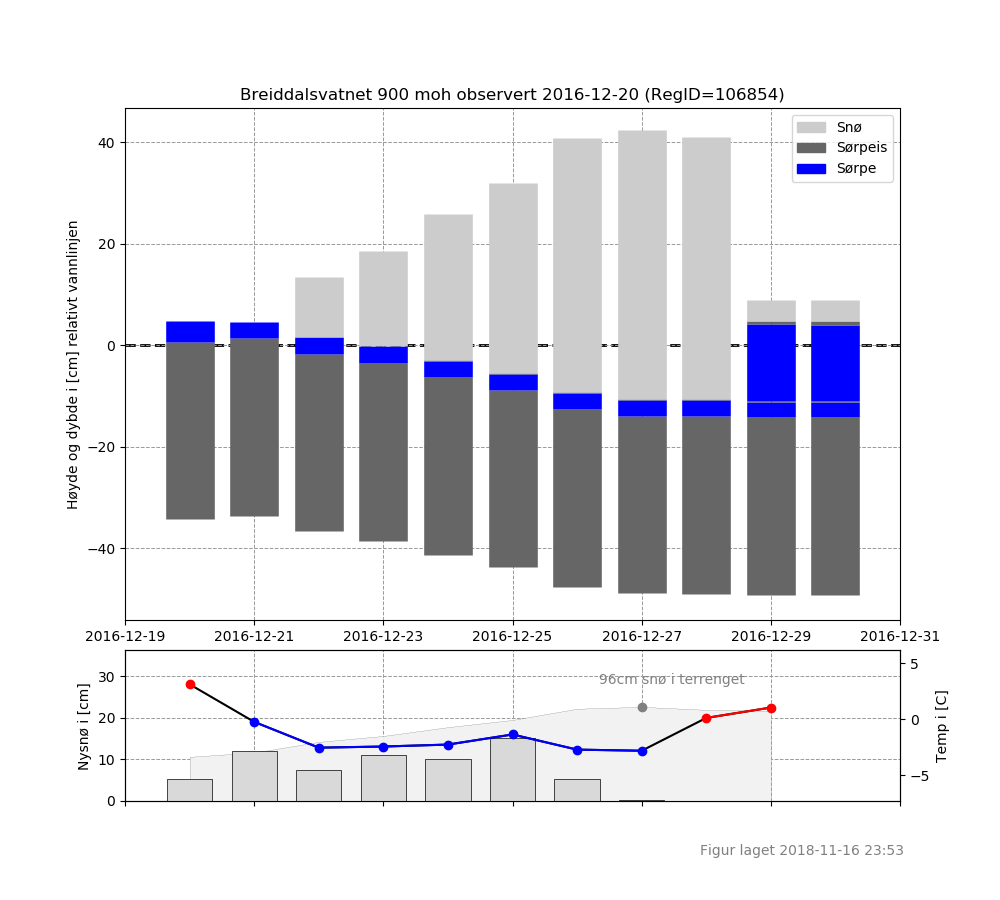 Breiddalsvatnet 900 moh observert 2016-12-20 (RegID=106854)
Høyde og dybde i [cm] relativt vannlinjen
40
20
0
−20
−40
Snø
Sørpeis
Sørpe
2016-12-19 2016-12-21 2016-12-23 2016-12-25 2016-12-27 2016-12-29 2016-12-31
Nysnø i [cm]
30
20
10
0
96cm snø i terrenget
5
0
−5
Temp i [C]
Figur laget 2018-11-16 23:53